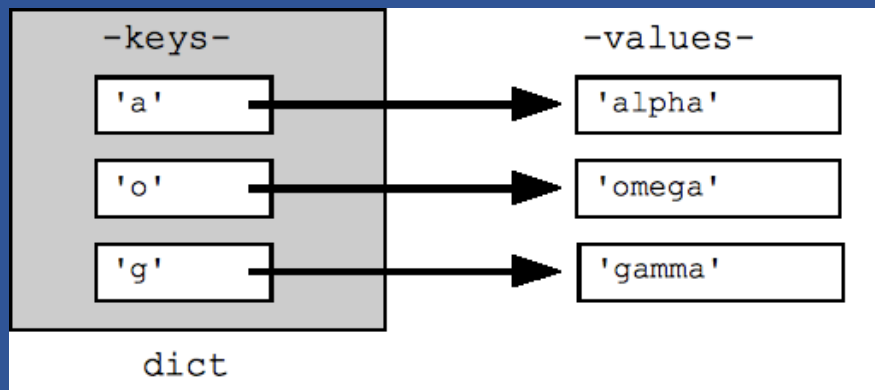 -keys- -values-
'a' 'alpha'
'o' 'omega'
'g' 'gamma'
dict